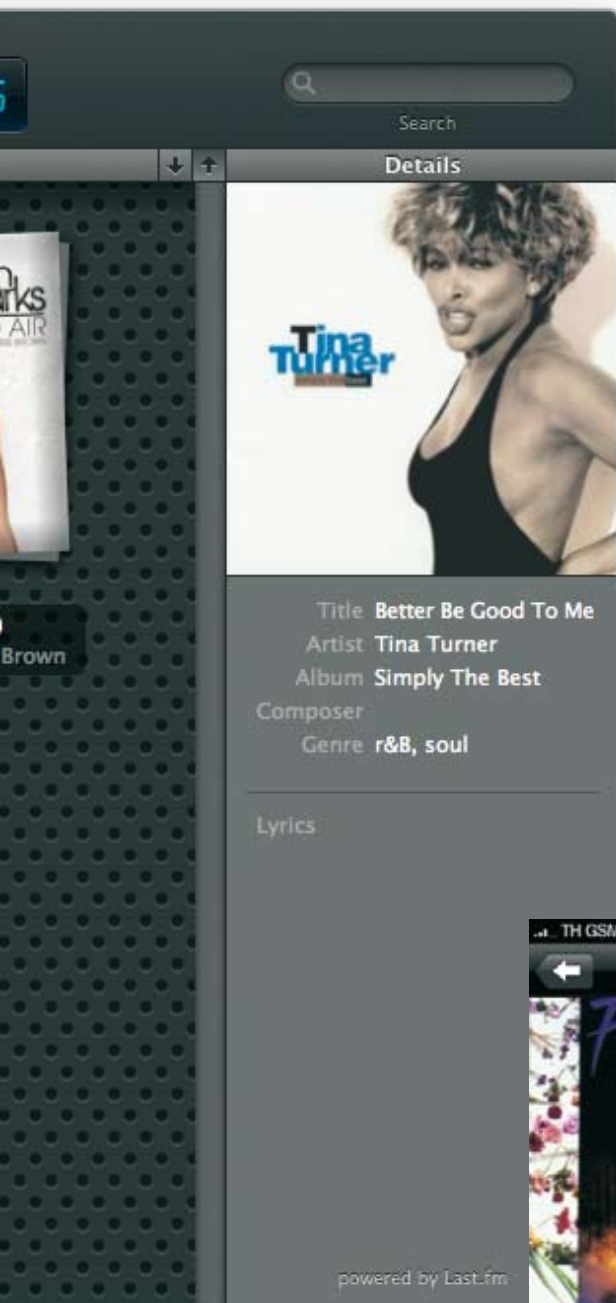 Search
Details
AIR
Tina
Turner
Brown
Title Better Be Good To Me
Artist Tina Turner
Album Simply The Best
Composer
Genre r&B, soul
Lyrics
TH GSM
powered by Last.fm